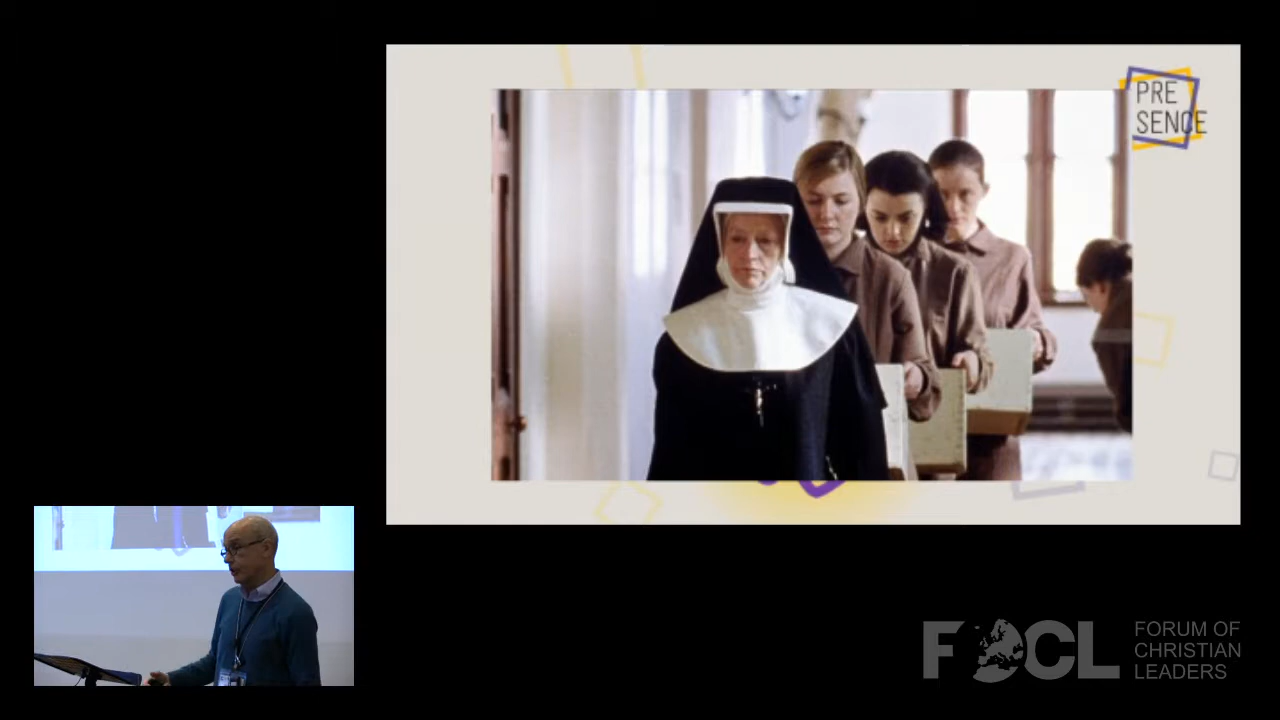 PRE
SENCE
FOCL
FORUM OF
CHRISTIAN
LEADERS